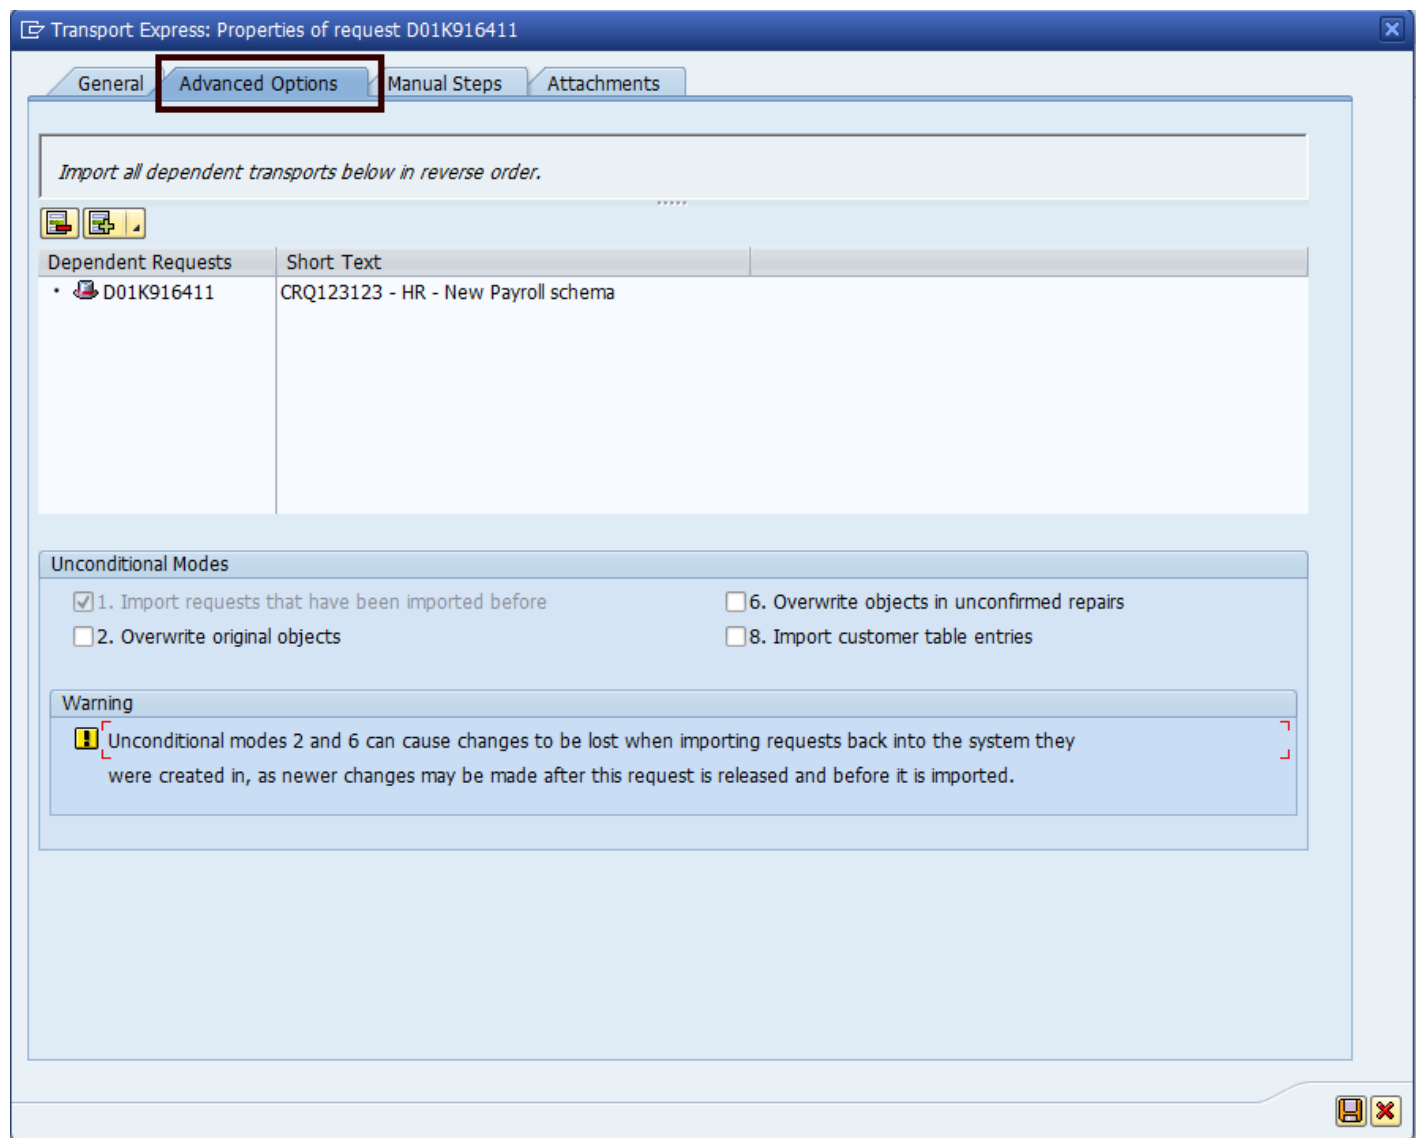 Transport Express: Properties of request D01K916411
General
Advanced Options
Manual Steps
Attachments
Import all dependent transports below in reverse order.
Dependent Requests
Short Text
D01K916411
CRQ123123 - HR - New Payroll schema
Unconditional Modes
1. Import requests that have been imported before
6. Overwrite objects in unconfirmed repairs
2. Overwrite original objects
8. Import customer table entries
Warning
Unconditional modes 2 and 6 can cause changes to be lost when importing requests back into the system they
were created in, as newer changes may be made after this request is released and before it is imported.